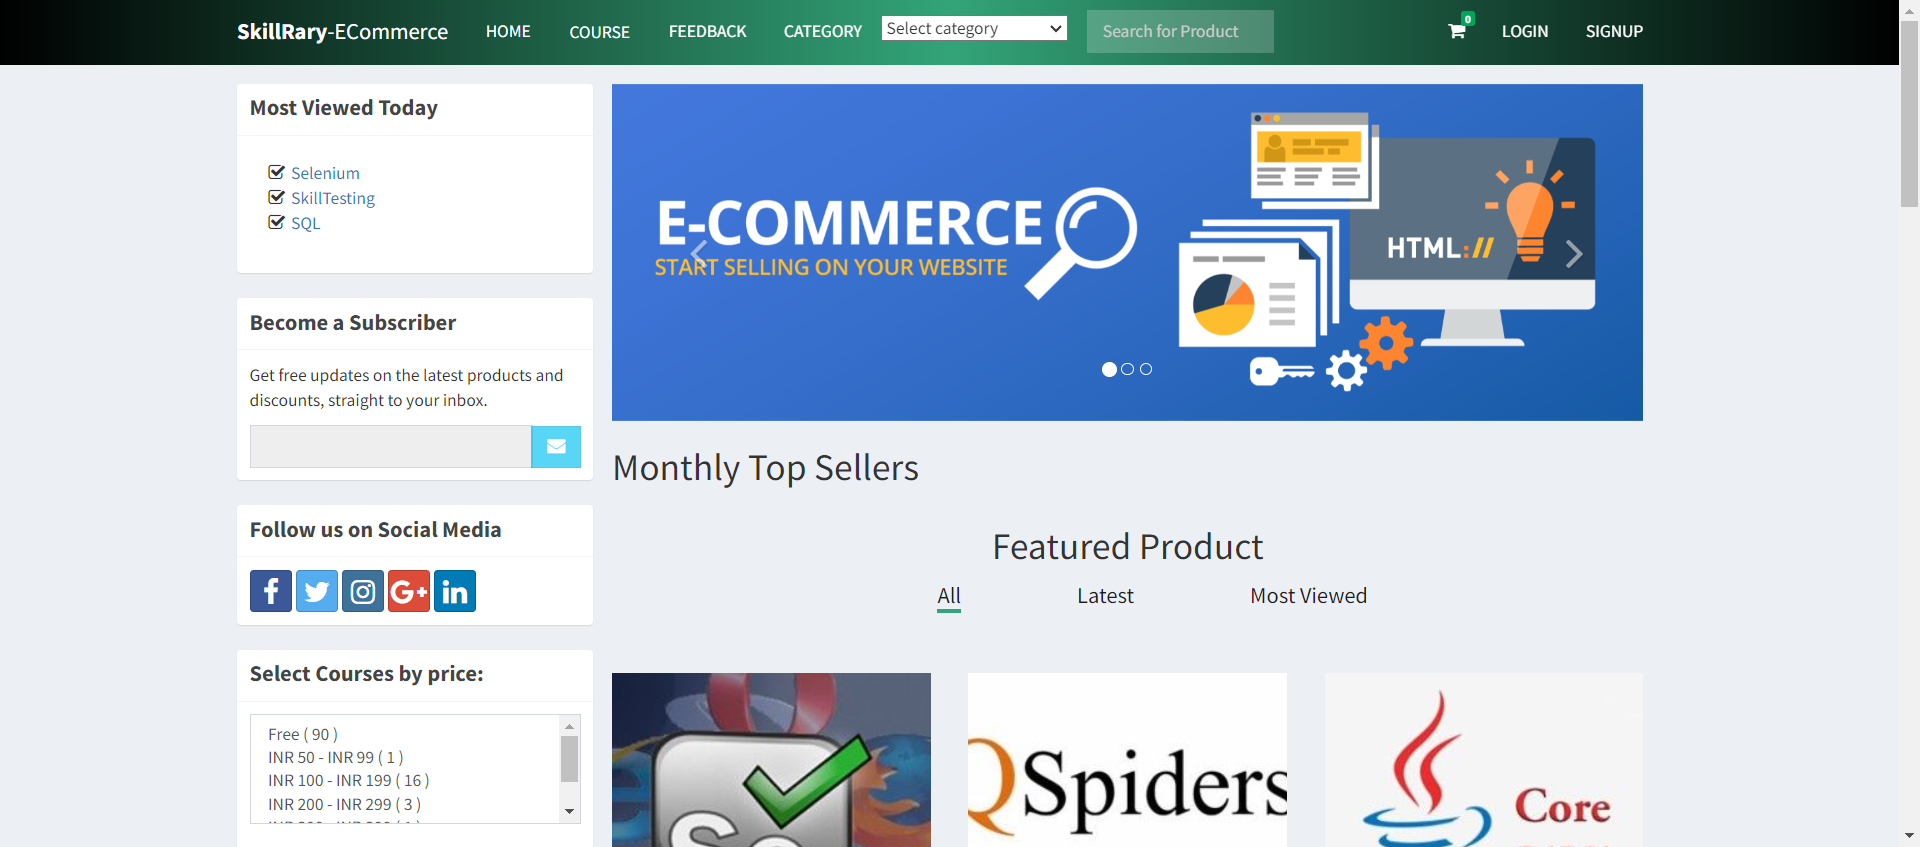 SkillRary-ECommerce HOME COURSE FEEDBACK CATEGORY Select category Search for Product 0 LOGIN SIGNUP
Most Viewed Today
Selenium
SkillTesting
SQL
Become a Subscriber
Get free updates on the latest products and
discounts, straight to your inbox.
Follow us on Social Media
Select Courses by price:
Free ( 90 )
INR 50 - INR 99 ( 1 )
INR 100 - INR 199 ( 16 )
INR 200 - INR 299 ( 3 )
E-COMMERCE
START SELLING ON YOUR WEBSITE
HTML://
Monthly Top Sellers
Featured Product
All Latest Most Viewed
Se
QSpiders
Core